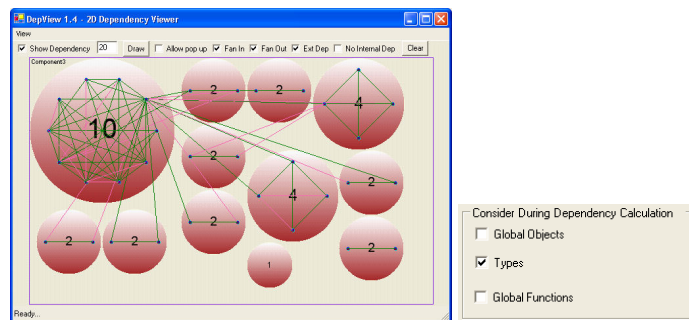 DepView 1.4 - 2D Dependency Viewer
View
Show Dependency 20 Draw Allow pop up Fan In Fan Out Ext Dep No Internal Dep Clear
Component3
2 2
4
10
2
4
2
2
2 2
2
1
Ready...
Consider During Dependency Calculation
Global Objects
Types
Global Functions